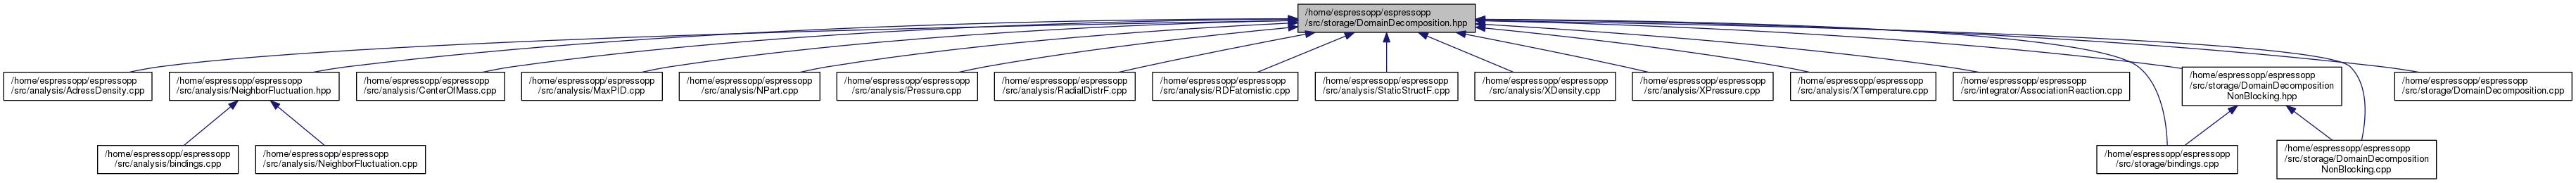 /home/espressopp/espressopp
/src/storage/DomainDecomposition.hpp
/home/espressopp/espressopp
/src/analysis/AdressDensity.cpp
/home/espressopp/espressopp
/src/analysis/NeighborFluctuation.hpp
/home/espressopp/espressopp
/src/analysis/CenterOfMass.cpp
/home/espressopp/espressopp
/src/analysis/MaxPID.cpp
/home/espressopp/espressopp
/src/analysis/NPart.cpp
/home/espressopp/espressopp
/src/analysis/Pressure.cpp
/home/espressopp/espressopp
/src/analysis/RadialDistrF.cpp
/home/espressopp/espressopp
/src/analysis/RDFatomistic.cpp
/home/espressopp/espressopp
/src/analysis/StaticStructF.cpp
/home/espressopp/espressopp
/src/analysis/XDensity.cpp
/home/espressopp/espressopp
/src/analysis/XPressure.cpp
/home/espressopp/espressopp
/src/analysis/XTemperature.cpp
/home/espressopp/espressopp
/src/integrator/AssociationReaction.cpp
/home/espressopp/espressopp
/src/storage/DomainDecomposition
NonBlocking.hpp
/home/espressopp/espressopp
/src/storage/DomainDecomposition.cpp
/home/espressopp/espressopp
/src/analysis/bindings.cpp
/home/espressopp/espressopp
/src/analysis/NeighborFluctuation.cpp
/home/espressopp/espressopp
/src/storage/bindings.cpp
/home/espressopp/espressopp
/src/storage/DomainDecomposition
NonBlocking.cpp